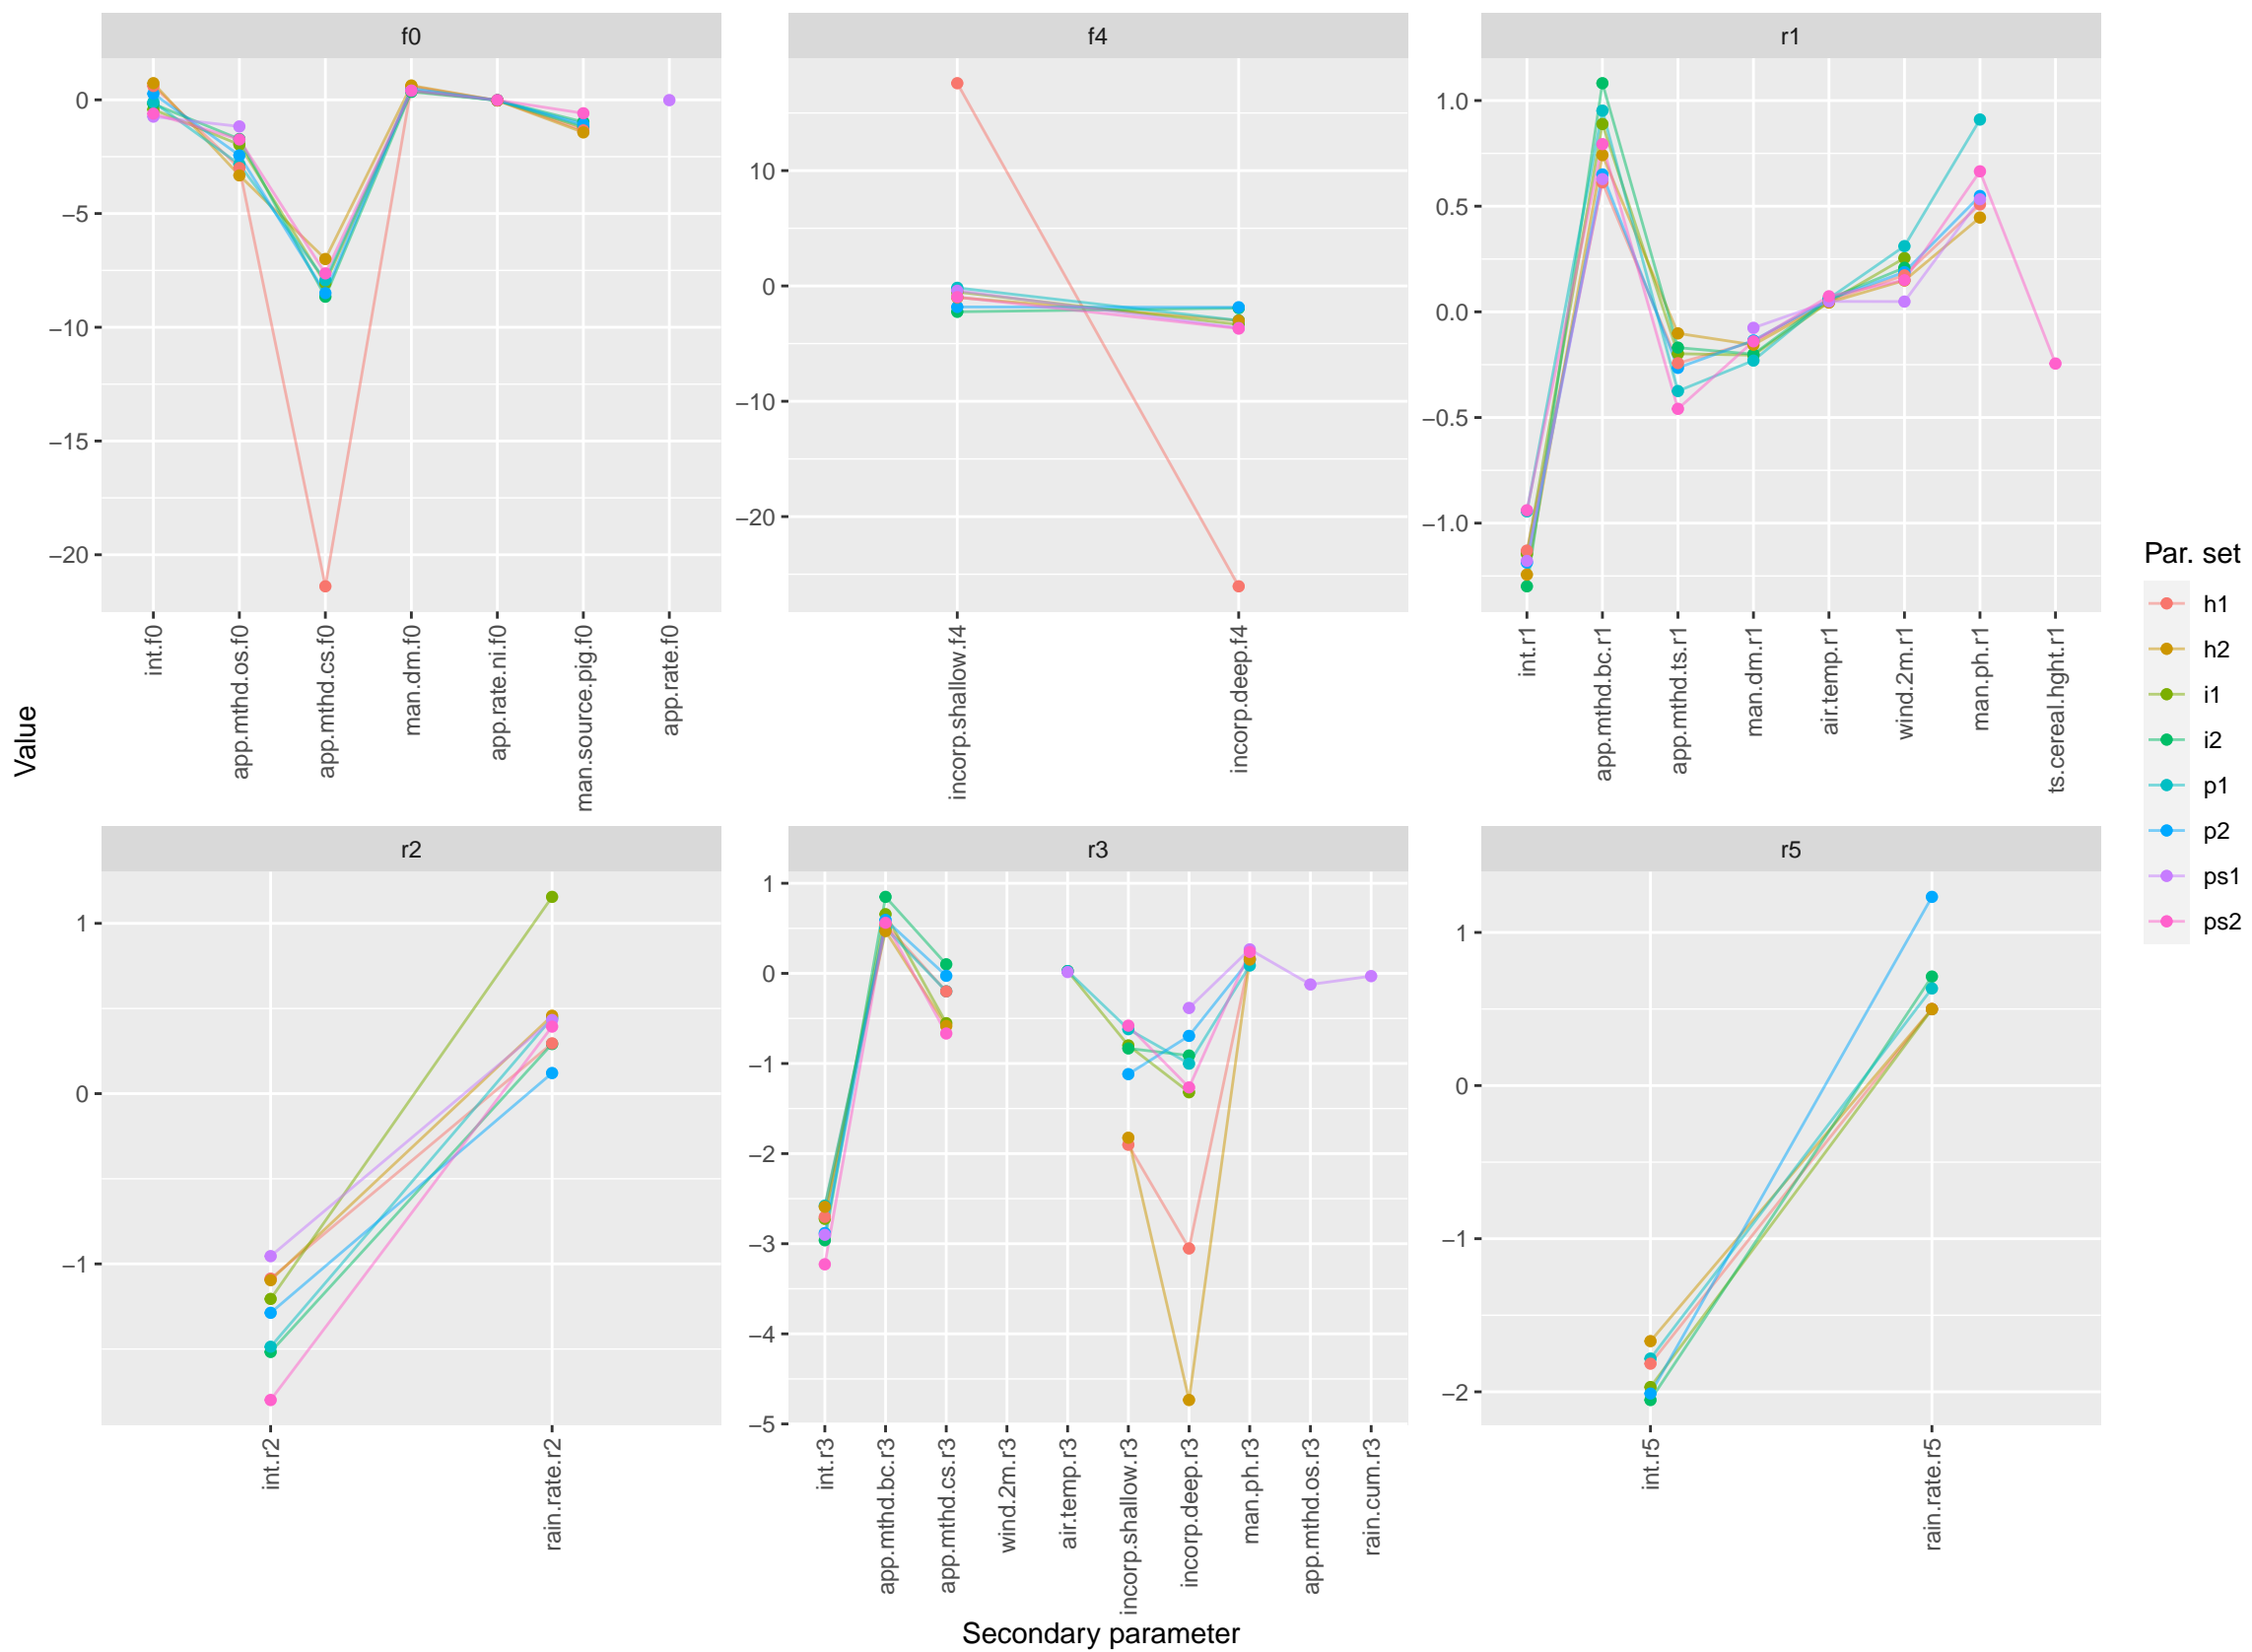 f0
f4
r1
0
−5
−10
−15
−20
10
0
−10
−20
1.0
0.5
0.0
−0.5
−1.0
int.f0
app.mthd.os.f0
app.mthd.cs.f0
man.dm.f0
app.rate.ni.f0
man.source.pig.f0
app.rate.f0
incorp.shallow.f4
incorp.deep.f4
int.r1
app.mthd.bc.r1
app.mthd.ts.r1
man.dm.r1
air.temp.r1
wind.2m.r1
man.ph.r1
ts.cereal.hght.r1
Value
Par. set
h1
h2
i1
i2
p1
p2
ps1
ps2
r2
r3
r5
1
0
−1
1
0
−1
−2
−3
−4
−5
1
0
−1
−2
int.r2
rain.rate.r2
int.r3
app.mthd.bc.r3
app.mthd.cs.r3
wind.2m.r3
air.temp.r3
incorp.shallow.r3
incorp.deep.r3
man.ph.r3
app.mthd.os.r3
rain.cum.r3
int.r5
rain.rate.r5
Secondary parameter